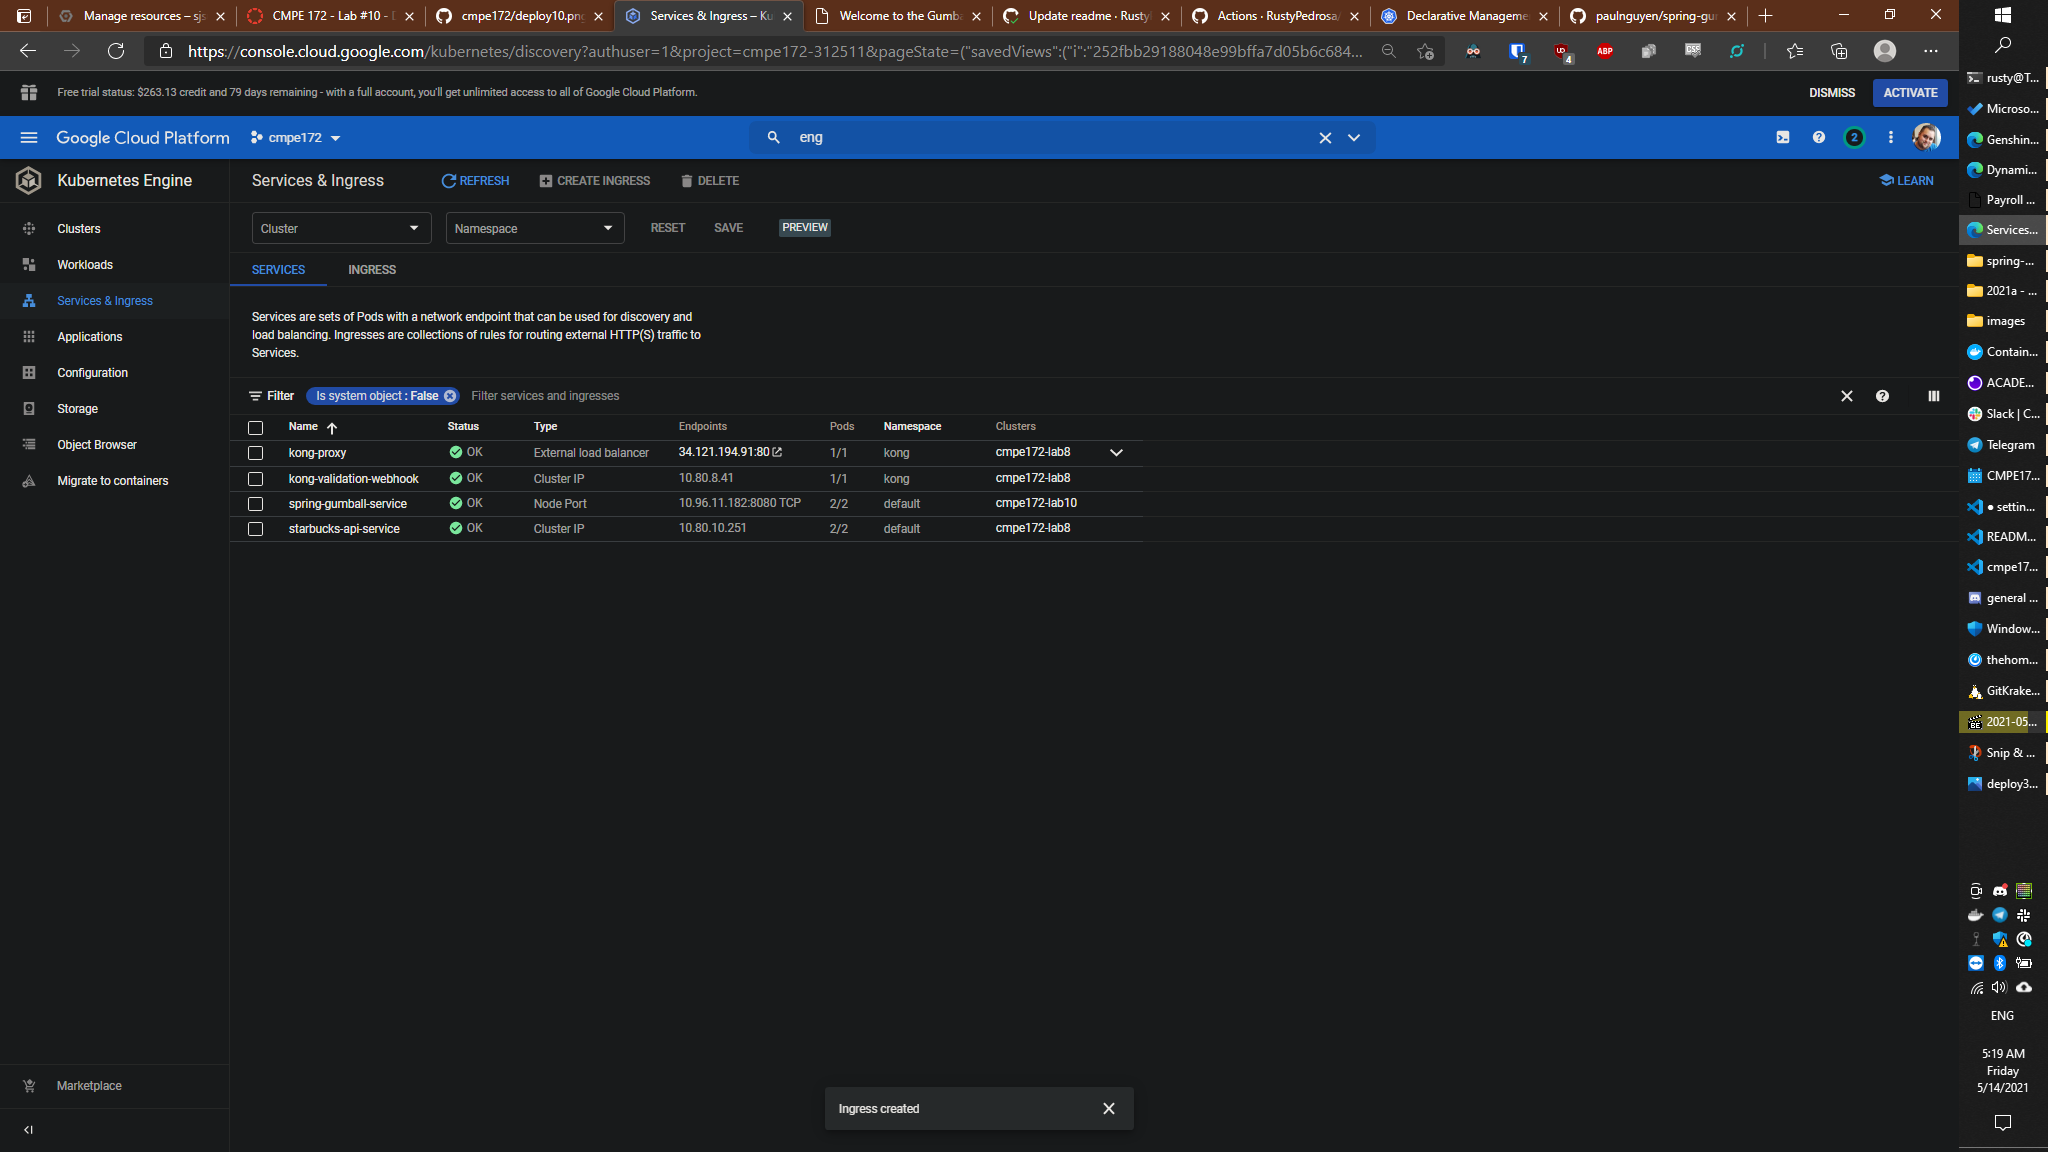 Manage resources – sjs
CMPE 172 - Lab #10 - D
cmpe172/deploy10.png
Services & Ingress – Ku
Welcome to the Gumba
Update readme · RustyP
Actions · RustyPedrosa/
Declarative Manageme
paulnguyen/spring-gu
https://console.cloud.google.com/kubernetes/discovery?authuser=1&project=cmpe172-312511&pageState=("savedViews":("i":"252fbb29188048e99bffa7d05b6c684...
7
4
ABP
Free trial status: $263.13 credit and 79 days remaining - with a full account, you'll get unlimited access to all of Google Cloud Platform.
DISMISS
ACTIVATE
Google Cloud Platform
cmpe172
eng
2
Kubernetes Engine
Clusters
Workloads
Services & Ingress
Applications
Configuration
Storage
Object Browser
Migrate to containers
Marketplace
Services & Ingress
REFRESH
CREATE INGRESS
DELETE
LEARN
Cluster
Namespace
RESET
SAVE
PREVIEW
SERVICES
INGRESS
Services are sets of Pods with a network endpoint that can be used for discovery and
load balancing. Ingresses are collections of rules for routing external HTTP(S) traffic to
Services.
Filter
Is system object : False
Filter services and ingresses
Name Status Type Endpoints Pods Namespace Clusters
kong-proxy OK External load balancer 34.121.194.91:80 1/1 kong cmpe172-lab8
kong-validation-webhook OK Cluster IP 10.80.8.41 1/1 kong cmpe172-lab8
spring-gumball-service OK Node Port 10.96.11.182:8080 TCP 2/2 default cmpe172-lab10
starbucks-api-service OK Cluster IP 10.80.10.251 2/2 default cmpe172-lab8
Ingress created
rusty@T...
Microso...
Genshin...
Dynami...
Payroll ...
Services...
spring-...
2021a - ...
images
Contain...
ACADE...
Slack | C...
Telegram
CMPE17...
● settin...
READM...
cmpe17...
general ...
Window...
thehom...
GitKrake...
2021-05...
Snip & ...
deploy3...
ENG
5:19 AM
Friday
5/14/2021